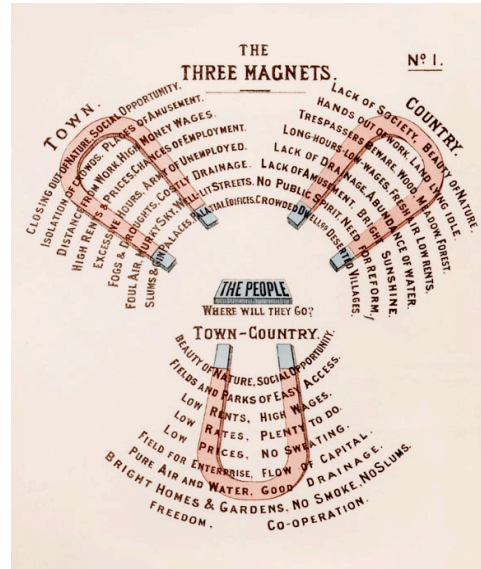 THE
THREE MAGNETS.
Nº 1.
TOWN.
CLOSING OUT OF NATURE. SOCIAL OPPORTUNITY.
ISOLATION OF CROWDS. PLACES OF AMUSEMENT.
DISTANCE FROM WORK. HIGH MONEY WAGES.
HIGH RENTS & PRICES. CHANCES OF EMPLOYMENT.
EXCESSIVE HOURS. ARMY OF UNEMPLOYED.
FOGS & DROUGHTS. COSTLY DRAINAGE.
FOUL AIR. MURKY SKY. WELL-LIT STREETS.
SLUMS & GIN PALACES. PALATIAL EDIFICES.
COUNTRY.
LACK OF SOCIETY. BEAUTY OF NATURE.
HANDS OUT OF WORK. LAND LYING IDLE.
TRESPASSERS BEWARE. WOOD, MEADOW, FOREST.
LONG HOURS. LOW WAGES. FRESH AIR. LOW RENTS.
LACK OF DRAINAGE. ABUNDANCE OF WATER.
LACK OF AMUSEMENT. BRIGHT SUNSHINE.
NO PUBLIC SPIRIT. NEED FOR REFORM.
CROWDED DWELLINGS. DESERTED VILLAGES.
THE PEOPLE
WHERE WILL THEY GO?
TOWN-COUNTRY.
BEAUTY OF NATURE, SOCIAL OPPORTUNITY.
FIELDS AND PARKS OF EASY ACCESS.
LOW RENTS, HIGH WAGES.
LOW RATES, PLENTY TO DO.
LOW PRICES, NO SWEATING.
FIELD FOR ENTERPRISE, FLOW OF CAPITAL.
PURE AIR AND WATER, GOOD DRAINAGE.
BRIGHT HOMES & GARDENS, NO SMOKE, NO SLUMS.
FREEDOM. CO-OPERATION.